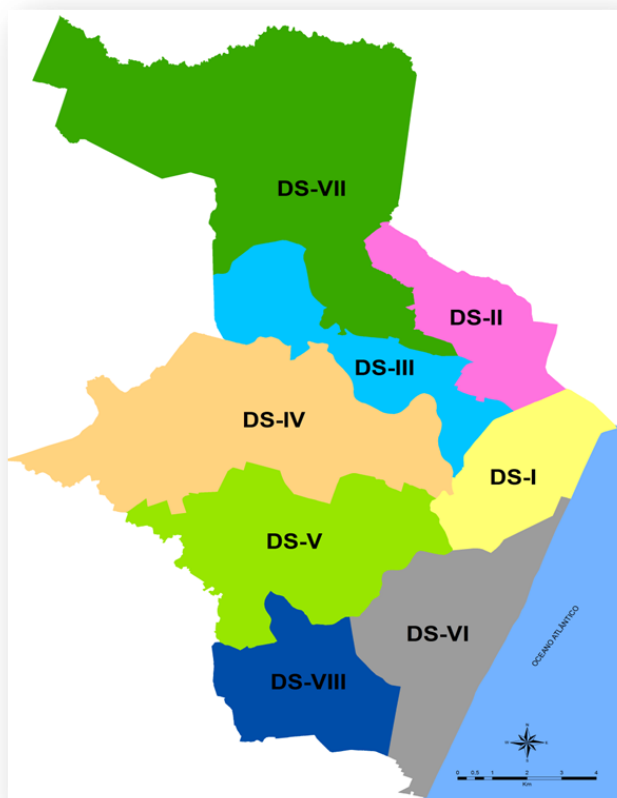 DS-VII
DS-II
DS-III
DS-IV
DS-I
DS-V
DS-VI
OCEANO ATLÂNTICO
DS-VIII
N
0 0.5 1 2 3 4
Km